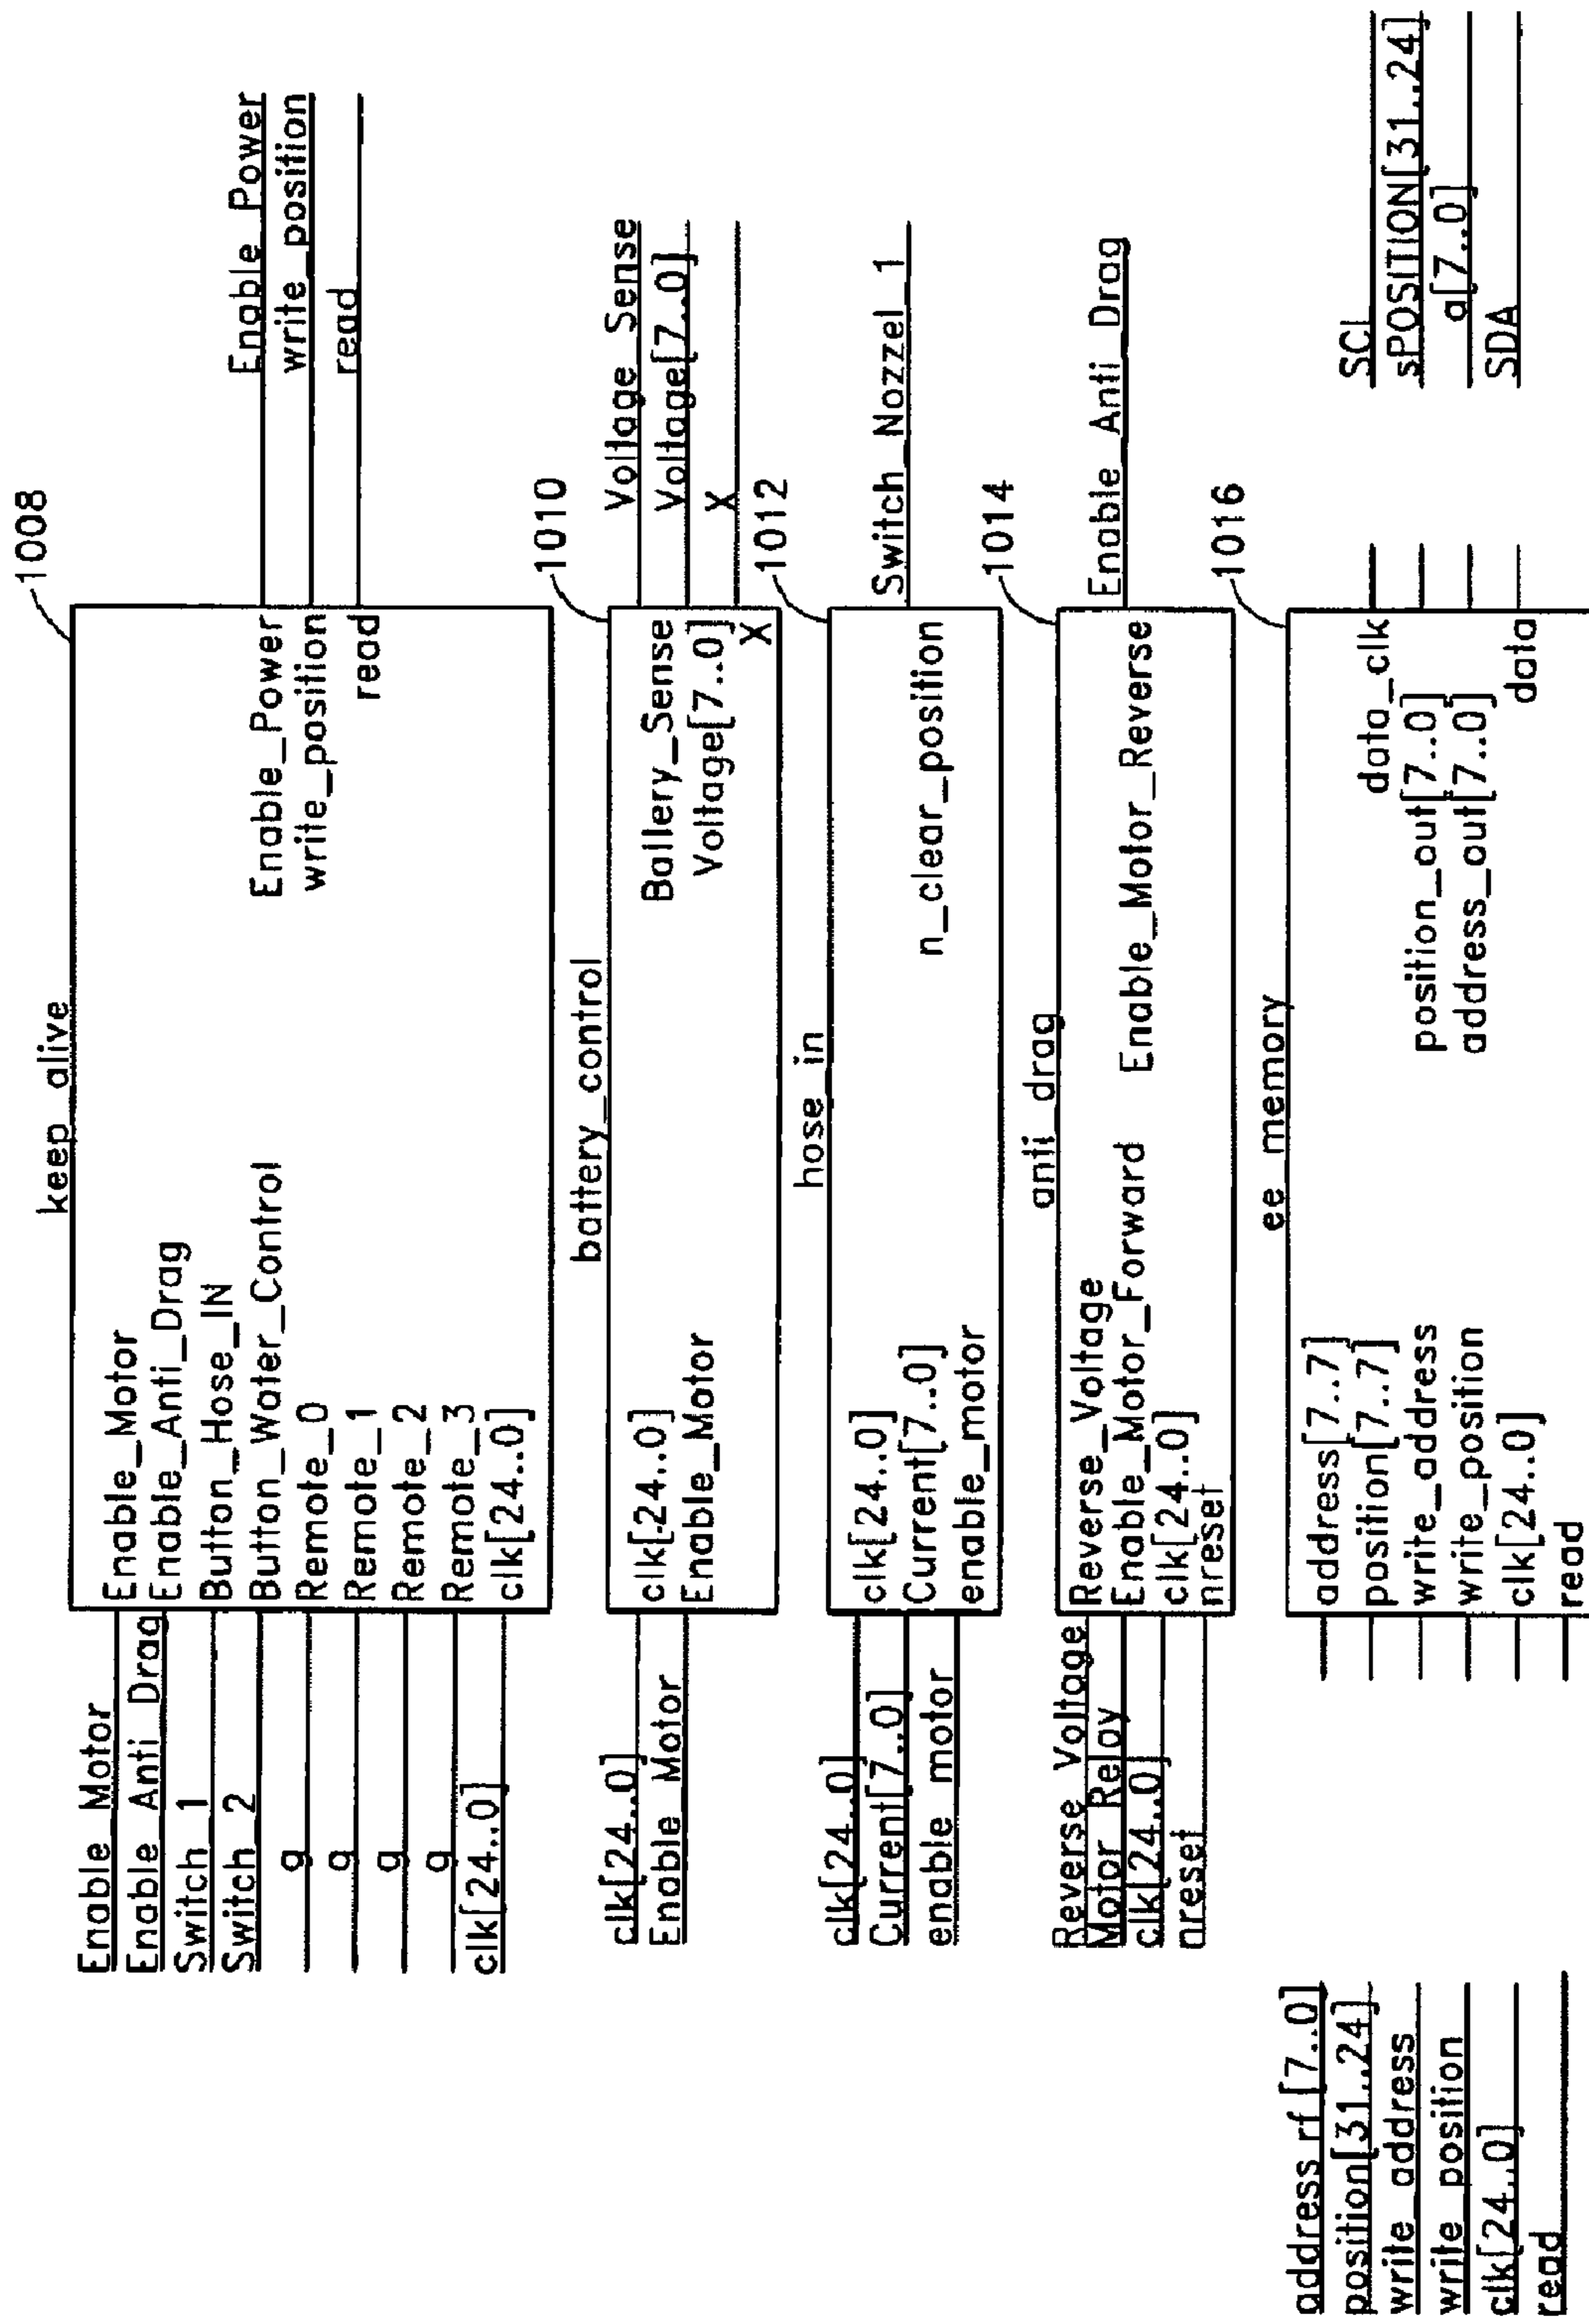 keep_alive
1008
Enable_Motor
Enable_Anti_Drag
Switch_1
Switch_2
g
g
g
g
clk[24..0]
Enable_Motor
Enable_Anti_Drag
Button_Hose_IN
Button_Water_Control
Remote_0
Remote_1
Remote_2
Remote_3
clk[24..0]
Enable_Power
write_position
read
Enable_Power
write_position
read
battery_control
1010
clk[24..0]
Enable_Motor
clk[24..0]
Enable_Motor
Battery_Sense
Voltage[7..0]
X
Voltage_Sense
Voltage[7..0]
X
hose_in
1012
clk[24..0]
Current[7..0]
enable_motor
clk[24..0]
Current[7..0]
enable_motor
n_clear_position
Switch_Nozzel_1
anti_drag
1014
Reverse_Voltage
Motor_Relay
clk[24..0]
nreset
Reverse_Voltage
Enable_Motor_Forward
clk[24..0]
nreset
Enable_Motor_Reverse
Enable_Anti_Drag
ee_memory
1016
address_rf[7..0]
position[31..24]
write_address
write_position
clk[24..0]
read
address[7..7]
position[7..7]
write_address
write_position
clk[24..0]
read
data_clk
position_out[7..0]
address_out[7..0]
data
SCL
sPOSITION[31..24]
a[7..0]
SDA